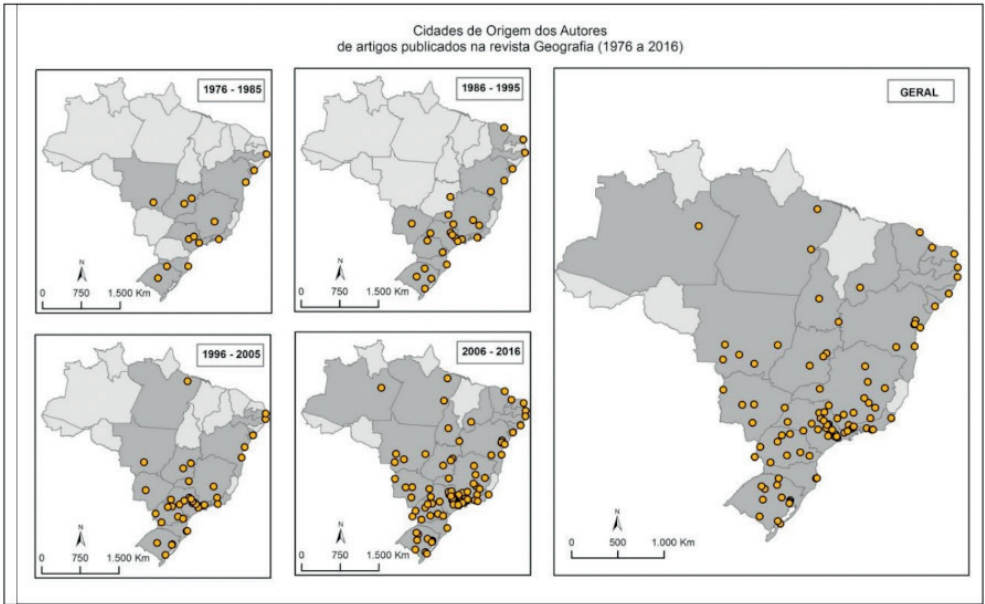 Cidades de Origem dos Autores
de artigos publicados na revista Geografia (1976 a 2016)
1976 - 1985
N
0 750 1.500 Km
1986 - 1995
N
0 750 1.500 Km
1996 - 2005
N
0 750 1.500 Km
2006 - 2016
N
0 750 1.500 Km
GERAL
N
0 500 1.000 Km